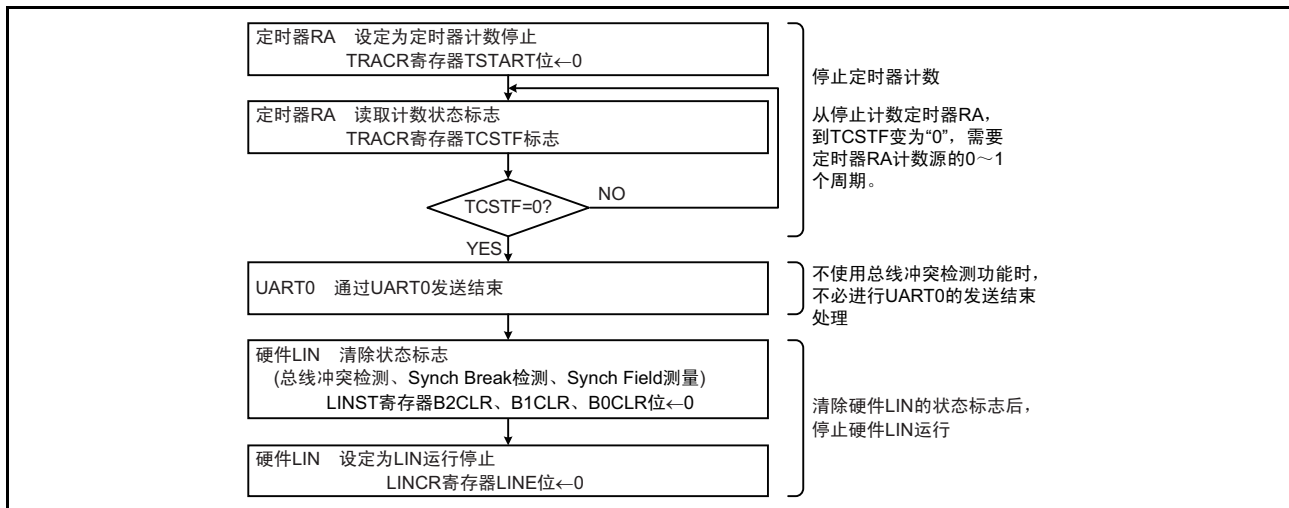 定时器RA 设定为定时器计数停止
TRACR寄存器TSTART位←0
定时器RA 读取计数状态标志
TRACR寄存器TCSTF标志
TCSTF=0?
NO
YES
停止定时器计数
从停止计数定时器RA,
到TCSTF变为“0”，需要
定时器RA计数源的0～1
个周期。
UART0 通过UART0发送结束
不使用总线冲突检测功能时,
不必进行UART0的发送结束
处理
硬件LIN 清除状态标志
(总线冲突检测、Synch Break检测、Synch Field测量)
LINST寄存器B2CLR、B1CLR、B0CLR位←0
硬件LIN 设定为LIN运行停止
LINCR寄存器LINE位←0
清除硬件LIN的状态标志后,
停止硬件LIN运行